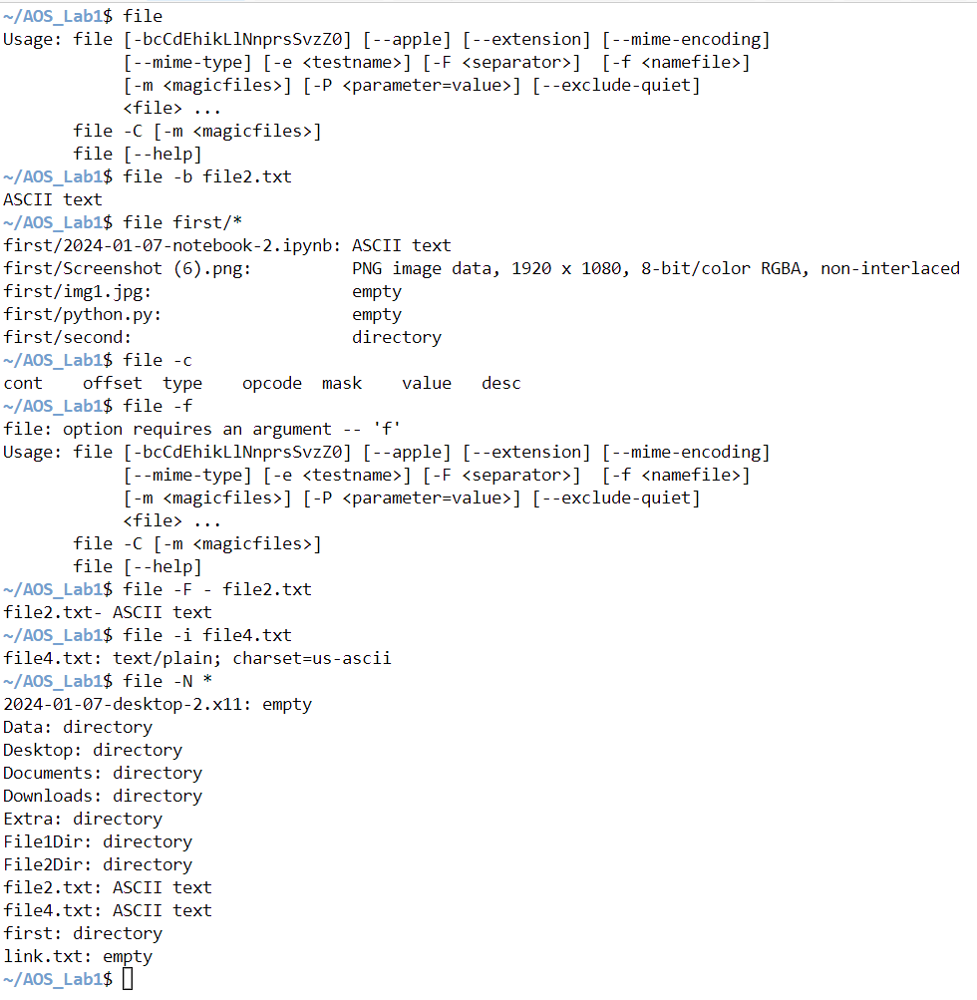 ~/AOS_Lab1$ file
Usage: file [-bcCdEhikLlNnprsSvzZ0] [--apple] [--extension] [--mime-encoding]
            [--mime-type] [-e <testname>] [-F <separator>]  [-f <namefile>]
            [-m <magicfiles>] [-P <parameter=value>] [--exclude-quiet]
            <file> ...
       file -C [-m <magicfiles>]
       file [--help]
~/AOS_Lab1$ file -b file2.txt
ASCII text
~/AOS_Lab1$ file first/*
first/2024-01-07-notebook-2.ipynb: ASCII text
first/Screenshot (6).png:          PNG image data, 1920 x 1080, 8-bit/color RGBA, non-interlaced
first/img1.jpg:                    empty
first/python.py:                   empty
first/second:                      directory
~/AOS_Lab1$ file -c
cont    offset  type    opcode  mask    value   desc
~/AOS_Lab1$ file -f
file: option requires an argument -- 'f'
Usage: file [-bcCdEhikLlNnprsSvzZ0] [--apple] [--extension] [--mime-encoding]
            [--mime-type] [-e <testname>] [-F <separator>]  [-f <namefile>]
            [-m <magicfiles>] [-P <parameter=value>] [--exclude-quiet]
            <file> ...
       file -C [-m <magicfiles>]
       file [--help]
~/AOS_Lab1$ file -F - file2.txt
file2.txt- ASCII text
~/AOS_Lab1$ file -i file4.txt
file4.txt: text/plain; charset=us-ascii
~/AOS_Lab1$ file -N *
2024-01-07-desktop-2.x11: empty
Data: directory
Desktop: directory
Documents: directory
Downloads: directory
Extra: directory
File1Dir: directory
File2Dir: directory
file2.txt: ASCII text
file4.txt: ASCII text
first: directory
link.txt: empty
~/AOS_Lab1$